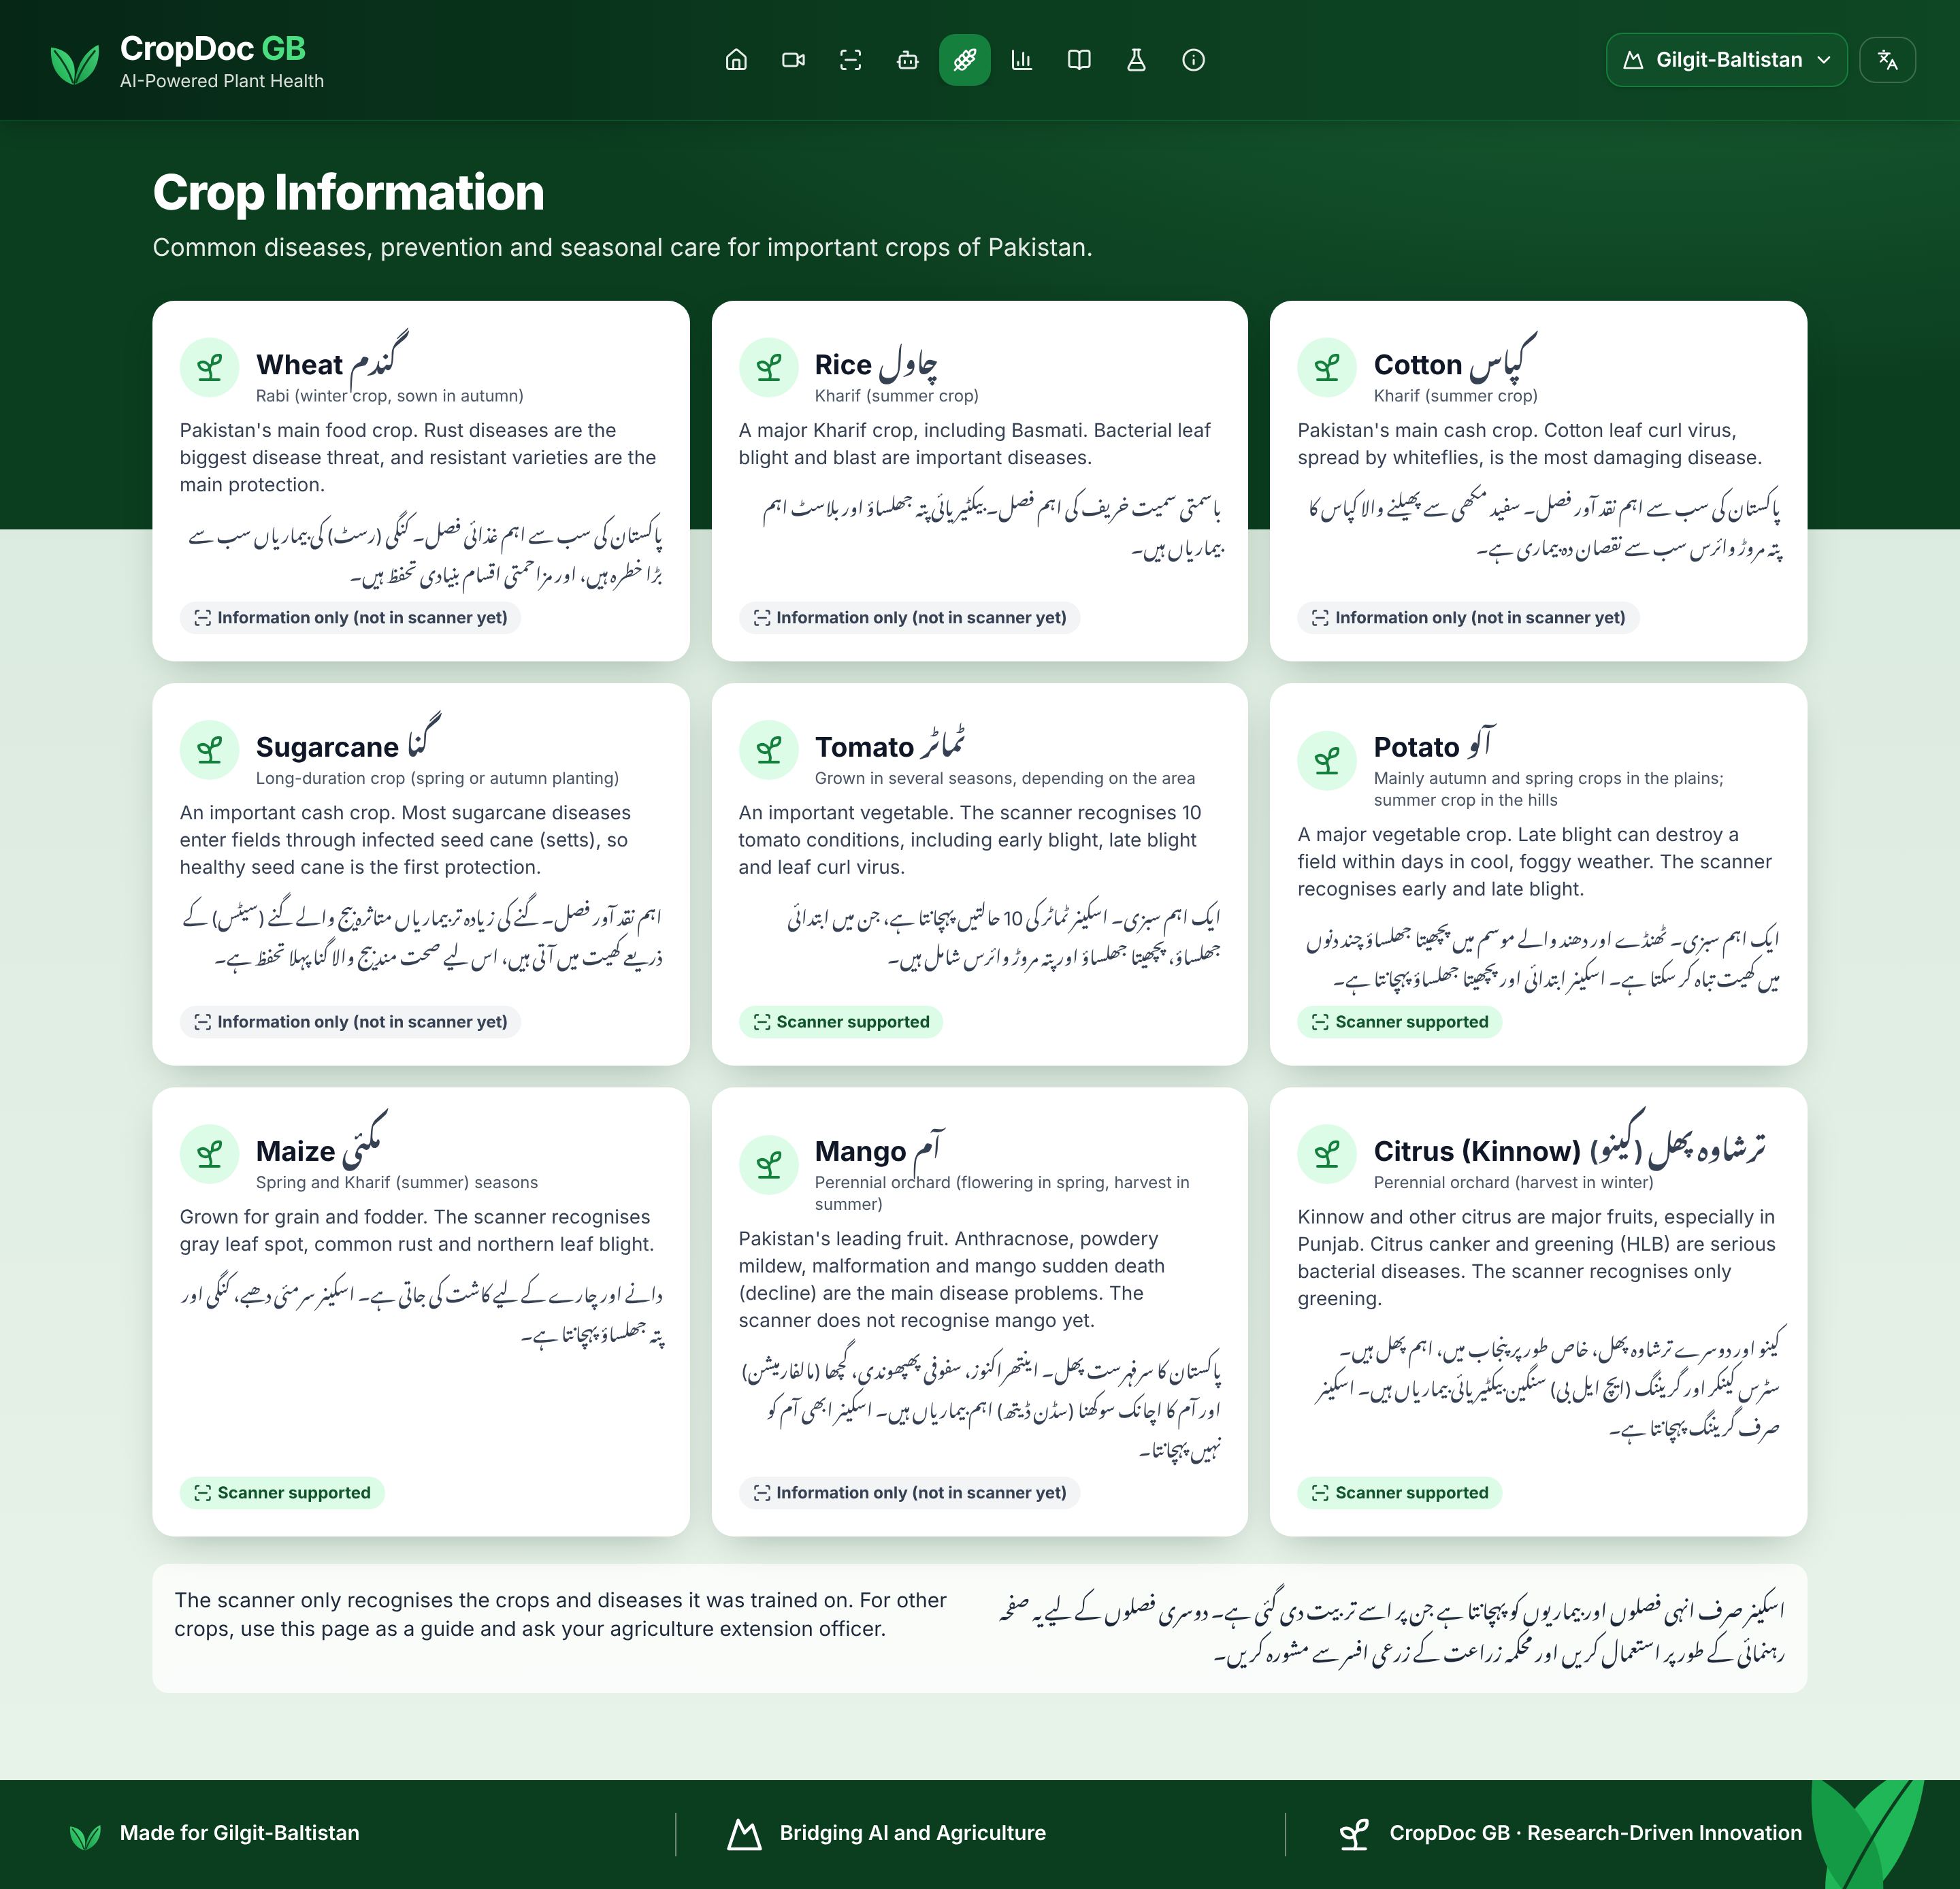 CropDoc GB
AI-Powered Plant Health
Gilgit-Baltistan
Crop Information
Common diseases, prevention and seasonal care for important crops of Pakistan.
Wheat گندم
Rabi (winter crop, sown in autumn)
Pakistan's main food crop. Rust diseases are the
biggest disease threat, and resistant varieties are the
main protection.
پاکستان کی سب سے اہم غذائی فصل۔ کنگی (رسٹ) کی بیماریاں سب سے
بڑا خطرہ ہیں، اور مزاحمتی اقسام بنیادی تحفظ ہیں۔
Information only (not in scanner yet)
Rice چاول
Kharif (summer crop)
A major Kharif crop, including Basmati. Bacterial leaf
blight and blast are important diseases.
باسمتی سمیت خریف کی اہم فصل۔ بیکٹیریائی پتہ جھلساؤ اور بلاسٹ اہم
بیماریاں ہیں۔
Information only (not in scanner yet)
Cotton کپاس
Kharif (summer crop)
Pakistan's main cash crop. Cotton leaf curl virus,
spread by whiteflies, is the most damaging disease.
پاکستان کی سب سے اہم نقد آور فصل۔ سفید مکھی سے پھیلنے والا کپاس کا
پتہ مروڑ وائرس سب سے نقصان دہ بیماری ہے۔
Information only (not in scanner yet)
Sugarcane گنا
Long-duration crop (spring or autumn planting)
An important cash crop. Most sugarcane diseases
enter fields through infected seed cane (setts), so
healthy seed cane is the first protection.
اہم نقد آور فصل۔ گنے کی زیادہ تر بیماریاں متاثرہ بیج والے گنے (سیٹس) کے
ذریعے کھیت میں آتی ہیں، اس لیے صحت مند بیج والا گنا پہلا تحفظ ہے۔
Information only (not in scanner yet)
Tomato ٹماٹر
Grown in several seasons, depending on the area
An important vegetable. The scanner recognises 10
tomato conditions, including early blight, late blight
and leaf curl virus.
ایک اہم سبزی۔ اسکینر ٹماٹر کی 10 حالتیں پہچانتا ہے، جن میں ابتدائی
جھلساؤ، پچھیتا جھلساؤ اور پتہ مروڑ وائرس شامل ہیں۔
Scanner supported
Potato آلو
Mainly autumn and spring crops in the plains;
summer crop in the hills
A major vegetable crop. Late blight can destroy a
field within days in cool, foggy weather. The scanner
recognises early and late blight.
ایک اہم سبزی۔ ٹھنڈے اور دھند والے موسم میں پچھیتا جھلساؤ چند دنوں
میں کھیت تباہ کر سکتا ہے۔ اسکینر ابتدائی اور پچھیتا جھلساؤ پہچانتا ہے۔
Scanner supported
Maize مکئی
Spring and Kharif (summer) seasons
Grown for grain and fodder. The scanner recognises
gray leaf spot, common rust and northern leaf blight.
دانے اور چارے کے لیے کاشت کی جاتی ہے۔ اسکینر سرمئی دھبے، کنگی اور
پتہ جھلساؤ پہچانتا ہے۔
Scanner supported
Mango آم
Perennial orchard (flowering in spring, harvest in
summer)
Pakistan's leading fruit. Anthracnose, powdery
mildew, malformation and mango sudden death
(decline) are the main disease problems. The
scanner does not recognise mango yet.
پاکستان کا سرفہرست پھل۔ اینتھراکنوز، سفوفی پھپھوندی، گچھا (مالفارمیشن)
اور آم کا اچانک سوکھنا (سڈن ڈیتھ) اہم بیماریاں ہیں۔ اسکینر ابھی آم کو
نہیں پہچانتا۔
Information only (not in scanner yet)
Citrus (Kinnow) ترشاوہ پھل (کینو)
Perennial orchard (harvest in winter)
Kinnow and other citrus are major fruits, especially in
Punjab. Citrus canker and greening (HLB) are serious
bacterial diseases. The scanner recognises only
greening.
کینو اور دوسرے ترشاوہ پھل، خاص طور پر پنجاب میں، اہم پھل ہیں۔
سٹرس کینکر اور گریننگ (ایچ ایل بی) سنگین بیکٹیریائی بیماریاں ہیں۔ اسکینر
صرف گریننگ پہچانتا ہے۔
Scanner supported
The scanner only recognises the crops and diseases it was trained on. For other
crops, use this page as a guide and ask your agriculture extension officer.
اسکینر صرف انہی فصلوں اور بیماریوں کو پہچانتا ہے جن پر اسے تربیت دی گئی ہے۔ دوسری فصلوں کے لیے یہ صفحہ
رہنمائی کے طور پر استعمال کریں اور محکمہ زراعت کے زرعی افسر سے مشورہ کریں۔
Made for Gilgit-Baltistan
Bridging AI and Agriculture
CropDoc GB · Research-Driven Innovation